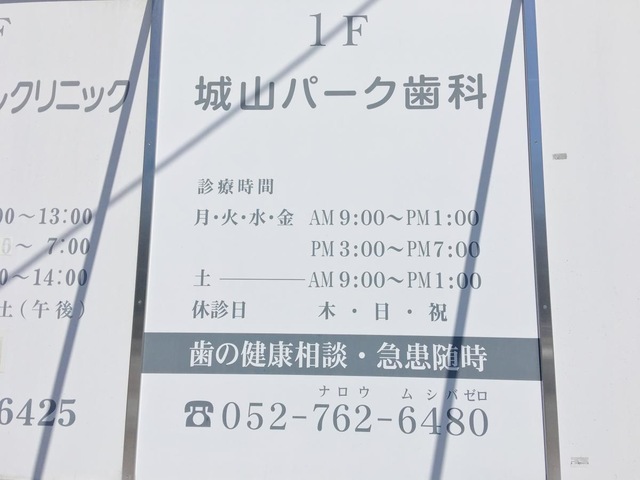 F
クリニック
00〜13:00
〜 7:00
0〜14:00
土(午後)
6425
1F
城山パーク歯科
診療時間
月・火・水・金 AM 9:00〜PM 1:00
PM 3:00〜PM 7:00
土 ───── AM 9:00〜PM 1:00
休診日 木・日・祝
歯の健康相談・急患随時
ナロウ ムシバゼロ
☎052-762-6480